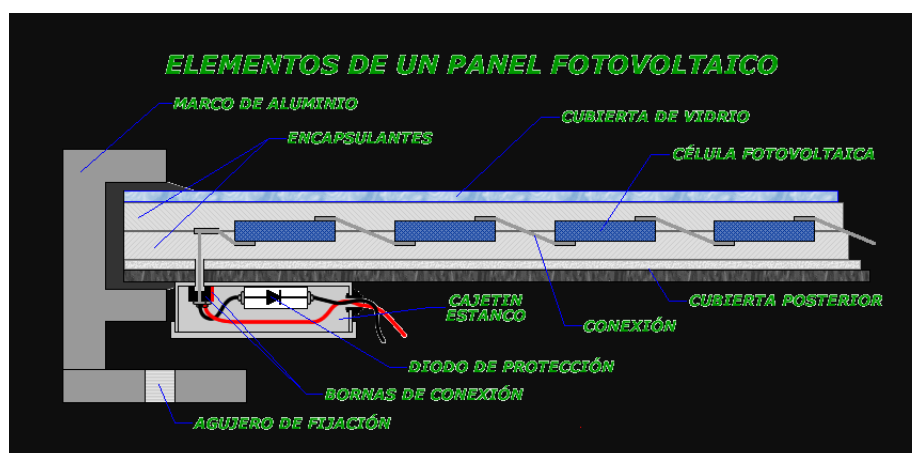 ELEMENTOS DE UN PANEL FOTOVOLTAICO
MARCO DE ALUMINIO
CUBIERTA DE VIDRIO
ENCAPSULANTES
CÉLULA FOTOVOLTAICA
CAJETIN
ESTANCO
CUBIERTA POSTERIOR
CONEXIÓN
DIODO DE PROTECCIÓN
BORNAS DE CONEXIÓN
AGUJERO DE FIJACIÓN